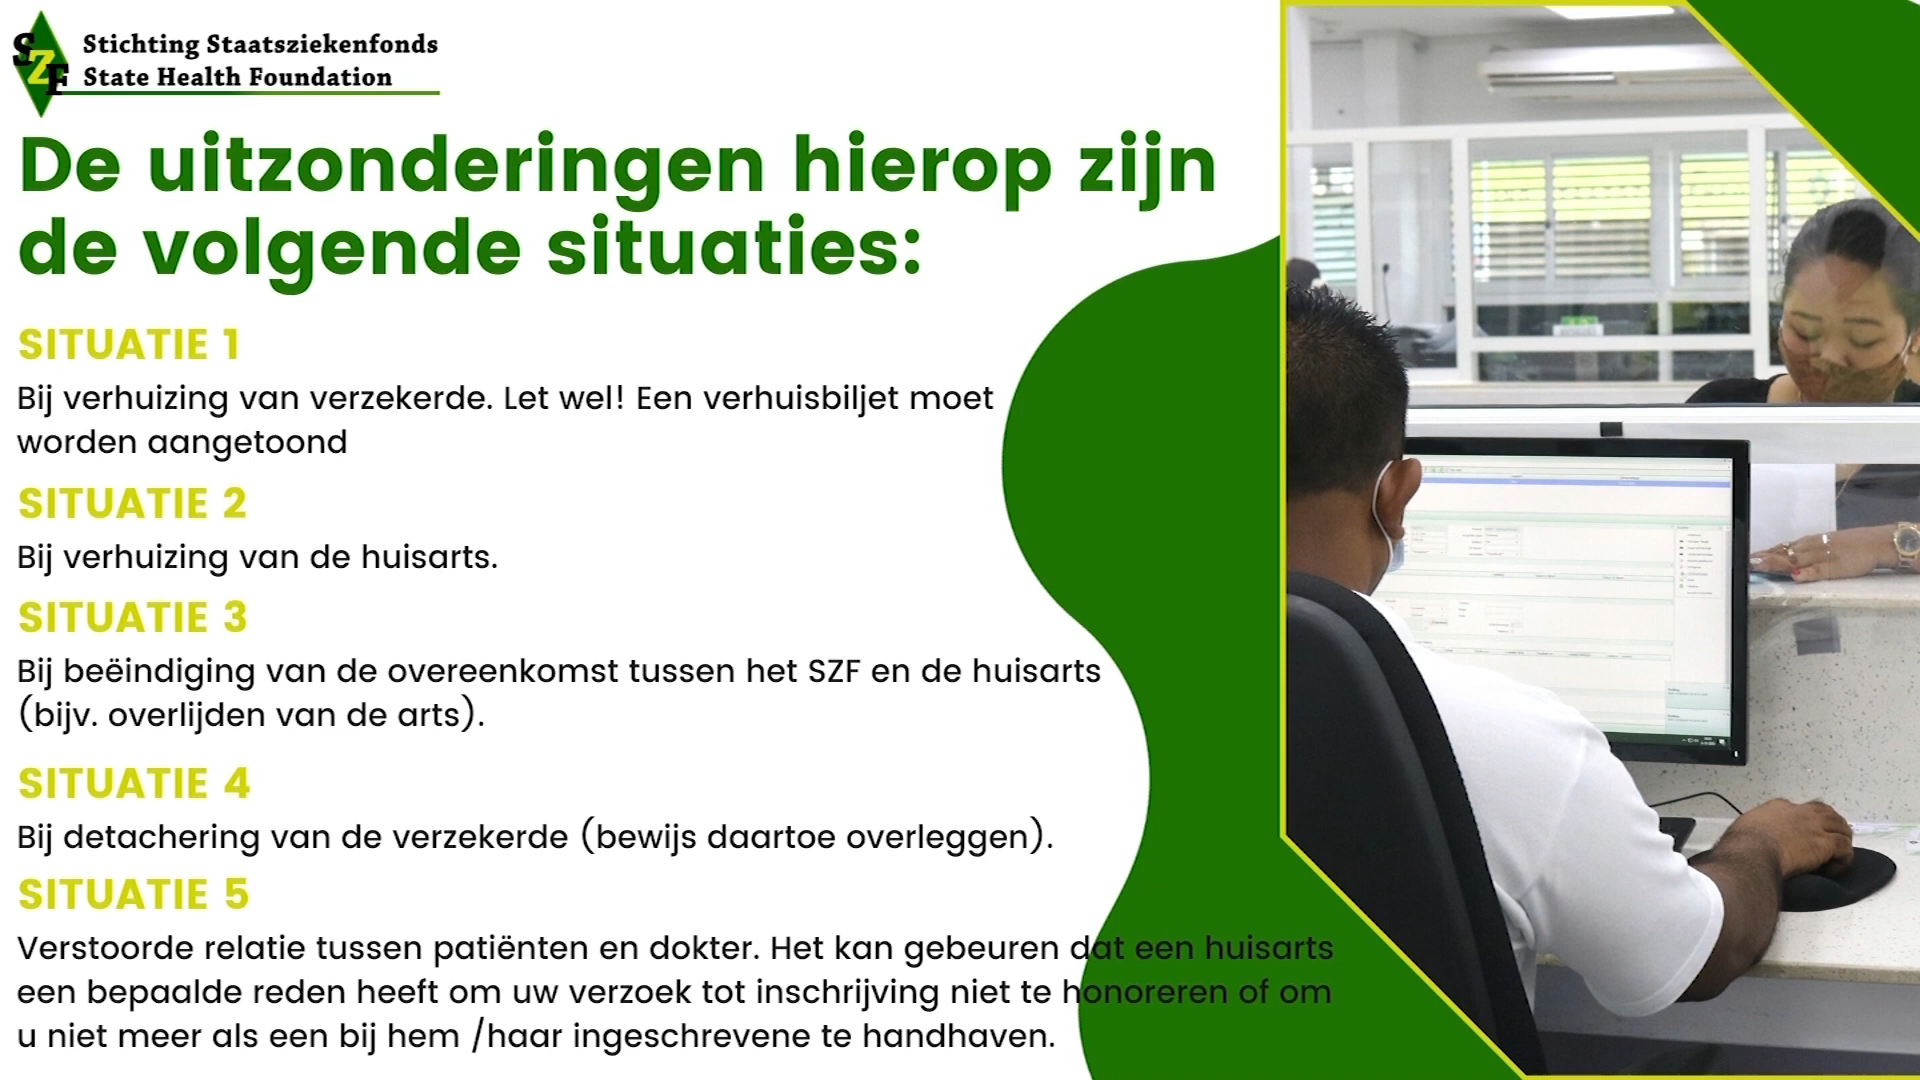 SZF
Stichting Staatsziekenfonds
State Health Foundation
De uitzonderingen hierop zijn
de volgende situaties:
SITUATIE 1
Bij verhuizing van verzekerde. Let wel! Een verhuisbiljet moet
worden aangetoond
SITUATIE 2
Bij verhuizing van de huisarts.
SITUATIE 3
Bij beëindiging van de overeenkomst tussen het SZF en de huisarts
(bijv. overlijden van de arts).
SITUATIE 4
Bij detachering van de verzekerde (bewijs daartoe overleggen).
SITUATIE 5
Verstoorde relatie tussen patiënten en dokter. Het kan gebeuren dat een huisarts
een bepaalde reden heeft om uw verzoek tot inschrijving niet te honoreren of om
u niet meer als een bij hem /haar ingeschrevene te handhaven.